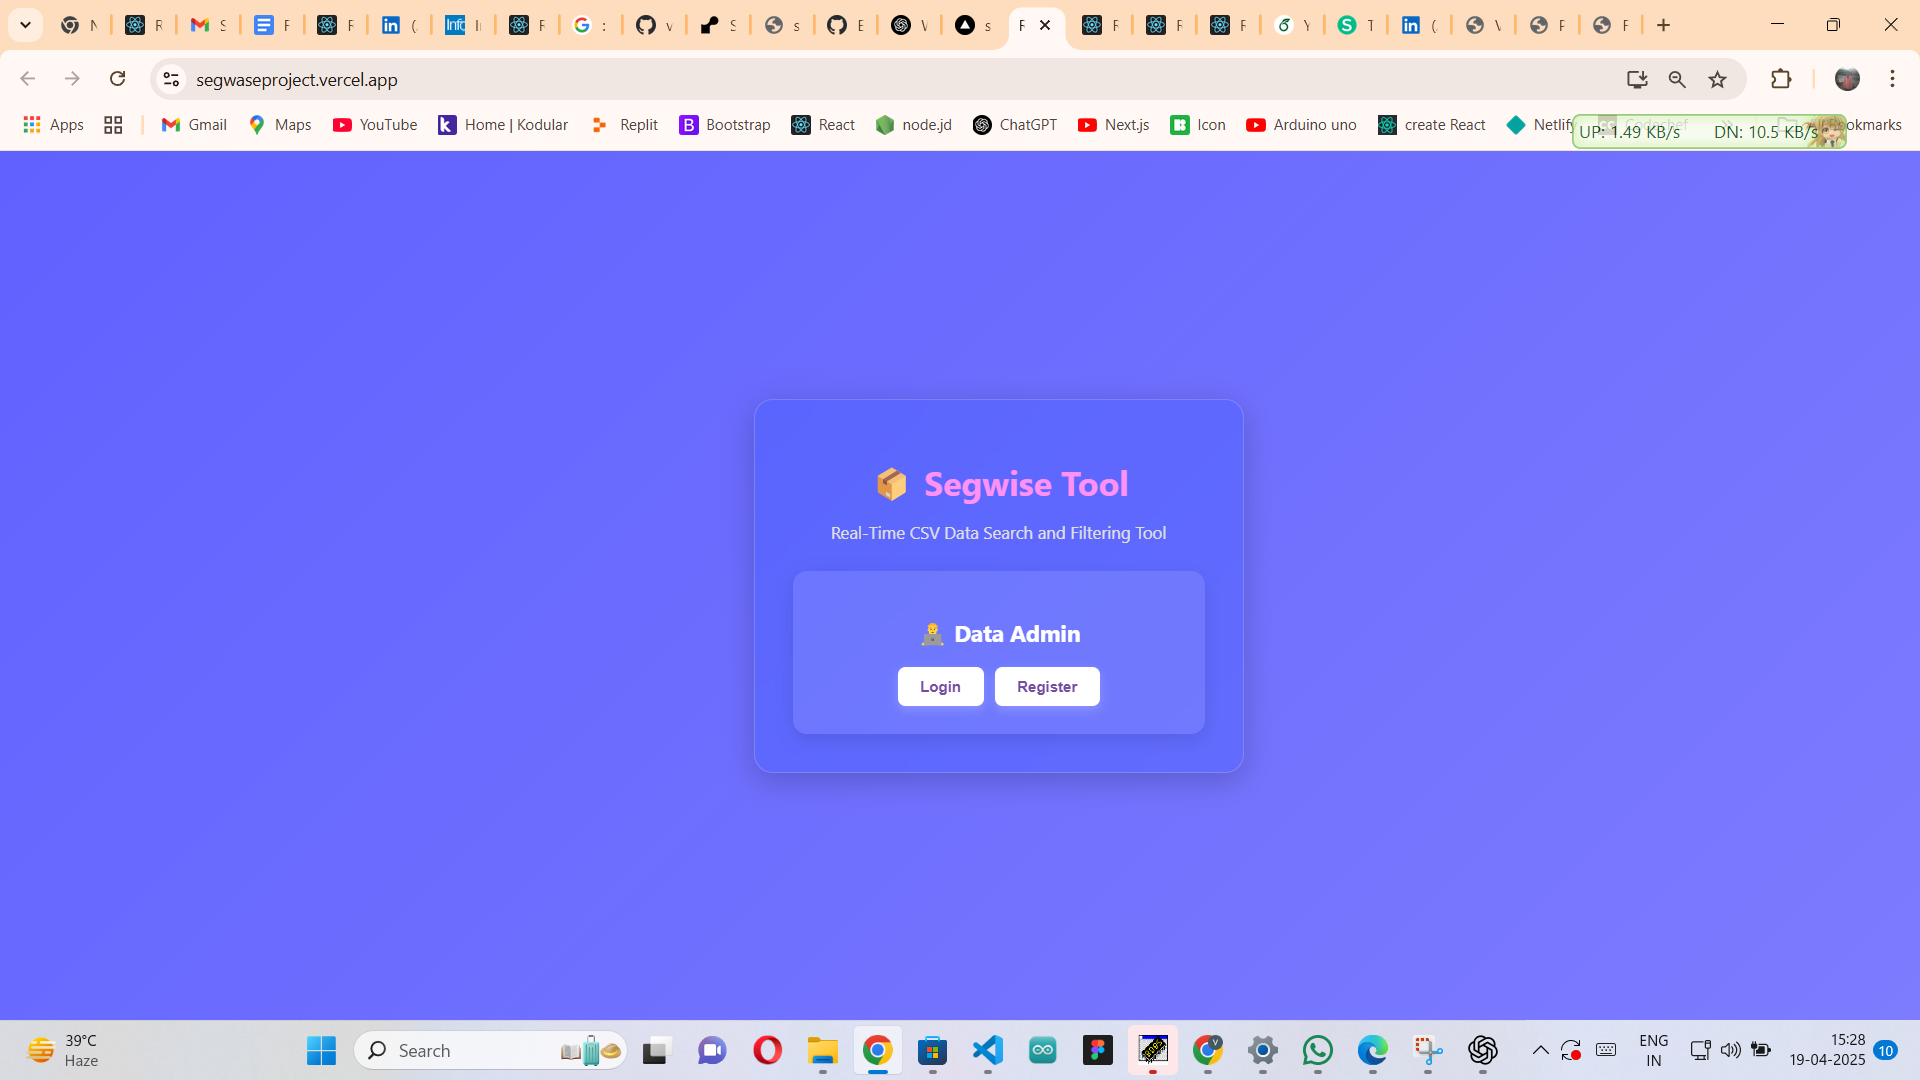 segwaseproject.vercel.app
Apps Gmail Maps YouTube Home | Kodular Replit Bootstrap React node.jd ChatGPT Next.js Icon Arduino uno create React Netlify Codechef
UP: 1.49 KB/s DN: 10.5 KB/s
Segwise Tool
Real-Time CSV Data Search and Filtering Tool
Data Admin
Login Register
39°C
Haze
Search
ENG
IN
15:28
19-04-2025
10